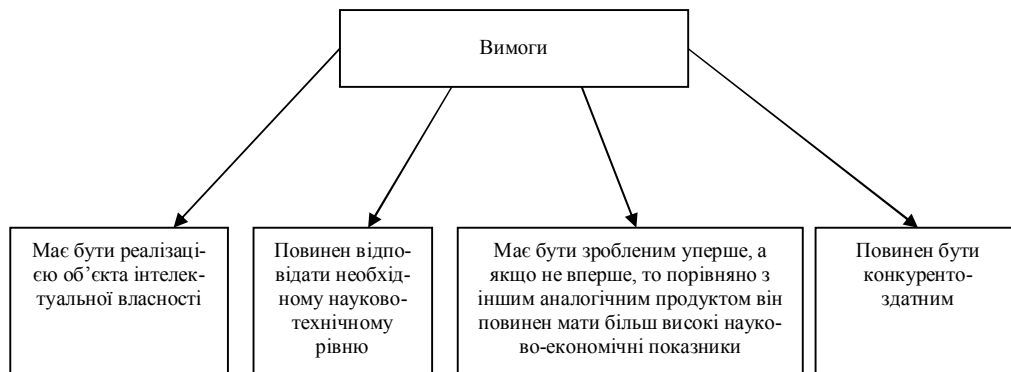 Вимоги
Має бути реалізаці-
єю об’єкта інтелек-
туальної власності
Повинен відпо-
відати необхід-
ному науково-
технічному
рівню
Має бути зробленим уперше, а
якщо не вперше, то порівняно з
іншим аналогічним продуктом він
повинен мати більш високі науко-
во-економічні показники
Повинен бути
конкуренто-
здатним